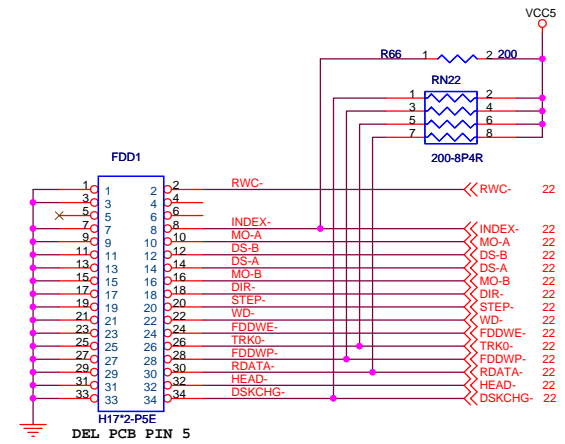 VCC5
R66 1 2 200
RN22
1 2
3 4
5 6
7 8
200-8P4R
FDD1
1 1 2 2 RWC- RWC- 22
3 3 4 4
5 5 6 6
7 7 8 8 INDEX- INDEX- 22
9 9 10 10 MO-A MO-A 22
11 11 12 12 DS-B DS-B 22
13 13 14 14 DS-A DS-A 22
15 15 16 16 MO-B MO-B 22
17 17 18 18 DIR- DIR- 22
19 19 20 20 STEP- STEP- 22
21 21 22 22 WD- WD- 22
23 23 24 24 FDDWE- FDDWE- 22
25 25 26 26 TRK0- TRK0- 22
27 27 28 28 FDDWP- FDDWP- 22
29 29 30 30 RDATA- RDATA- 22
31 31 32 32 HEAD- HEAD- 22
33 33 34 34 DSKCHG- DSKCHG- 22
H17*2-P5E
DEL PCB PIN 5